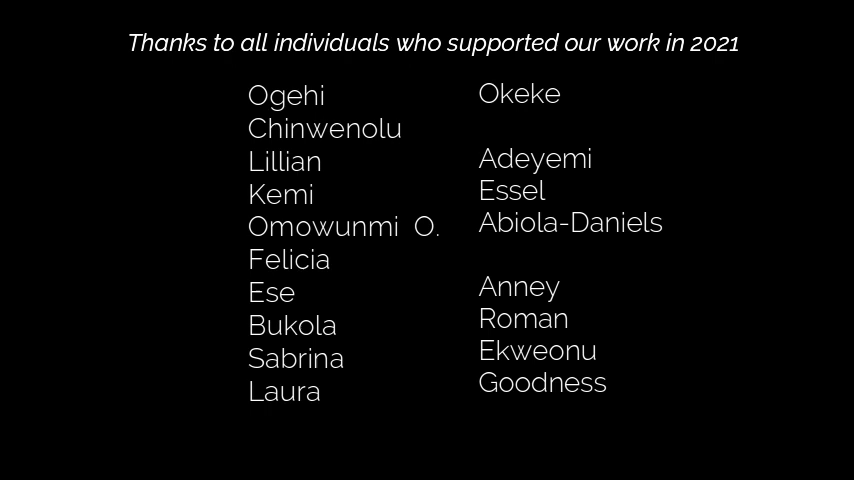 Thanks to all individuals who supported our work in 2021
Ogehi
Chinwenolu
Lillian
Kemi
Omowunmi O.
Felicia
Ese
Bukola
Sabrina
Laura
Okeke
Adeyemi
Essel
Abiola-Daniels
Anney
Roman
Ekweonu
Goodness